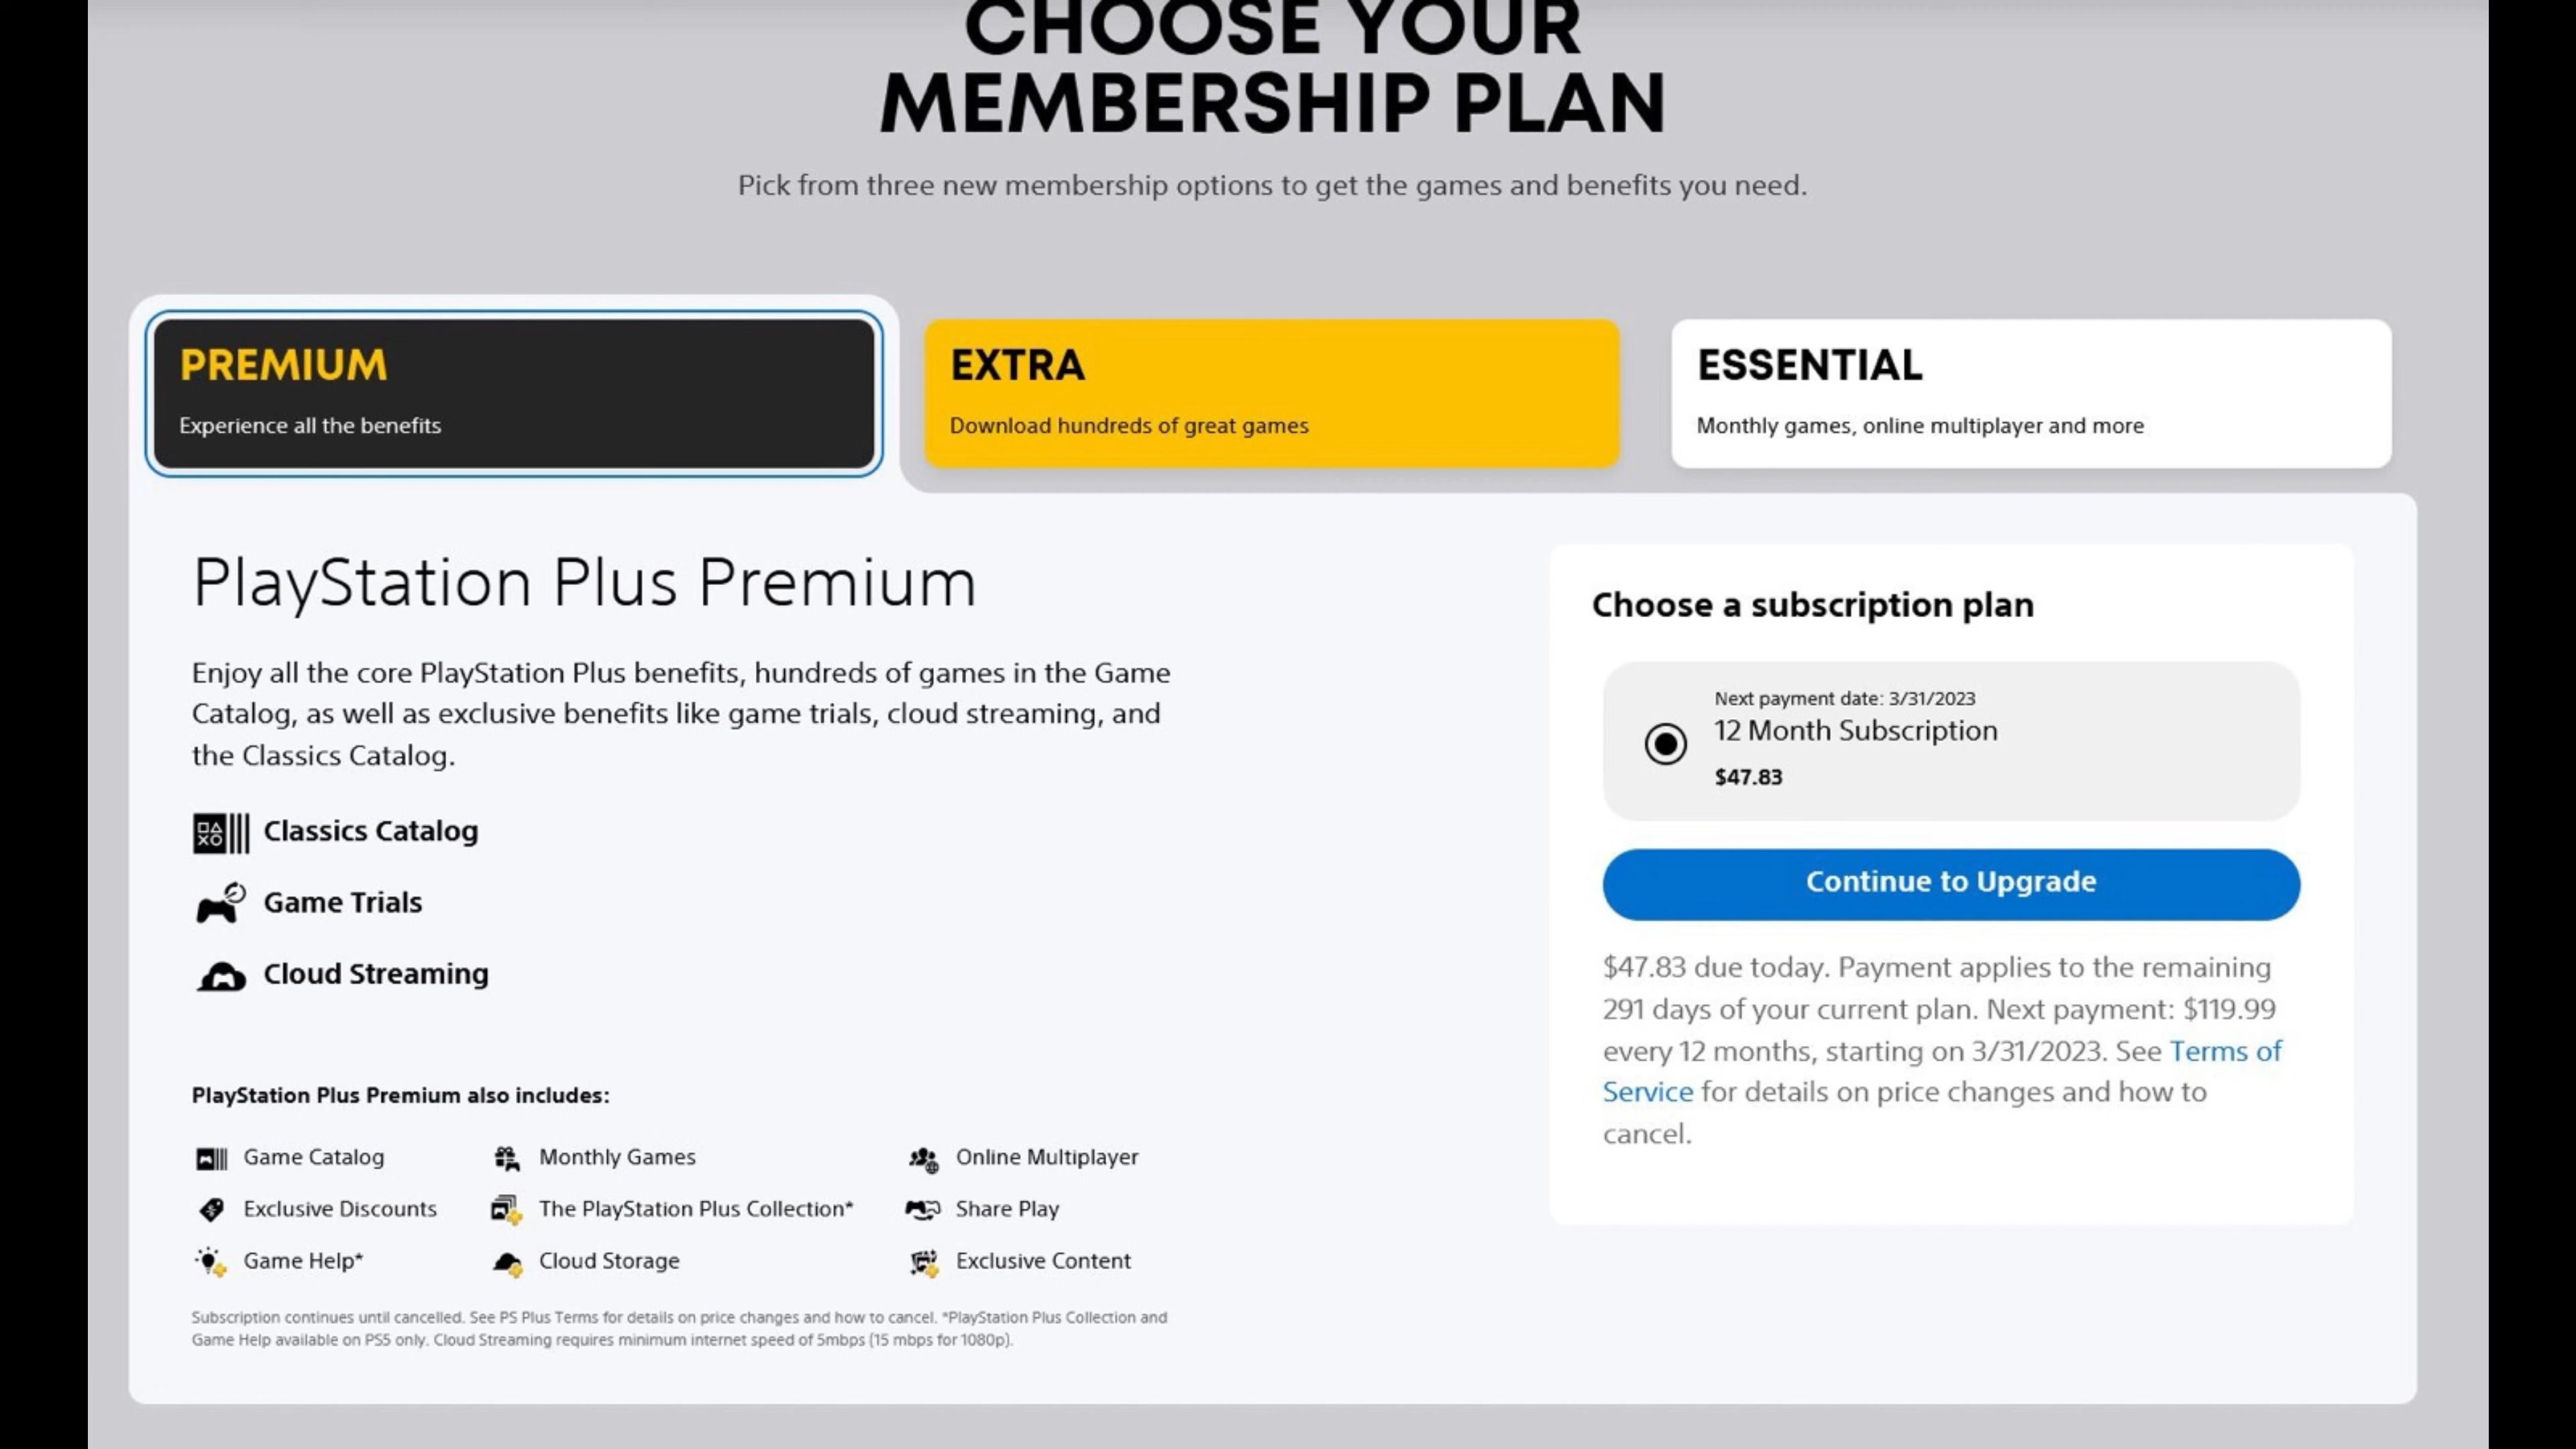 CHOOSE YOUR
MEMBERSHIP PLAN
Pick from three new membership options to get the games and benefits you need.
PREMIUM
Experience all the benefits
EXTRA
Download hundreds of great games
ESSENTIAL
Monthly games, online multiplayer and more
PlayStation Plus Premium
Enjoy all the core PlayStation Plus benefits, hundreds of games in the Game
Catalog, as well as exclusive benefits like game trials, cloud streaming, and
the Classics Catalog.
Classics Catalog
Game Trials
Cloud Streaming
PlayStation Plus Premium also includes:
Game Catalog
Monthly Games
Online Multiplayer
Exclusive Discounts
The PlayStation Plus Collection*
Share Play
Game Help*
Cloud Storage
Exclusive Content
Subscription continues until cancelled. See PS Plus Terms for details on price changes and how to cancel. *PlayStation Plus Collection and
Game Help available on PS5 only. Cloud Streaming requires minimum internet speed of 5mbps (15 mbps for 1080p).
Choose a subscription plan
Next payment date: 3/31/2023
12 Month Subscription
$47.83
Continue to Upgrade
$47.83 due today. Payment applies to the remaining
291 days of your current plan. Next payment: $119.99
every 12 months, starting on 3/31/2023. See Terms of
Service for details on price changes and how to
cancel.